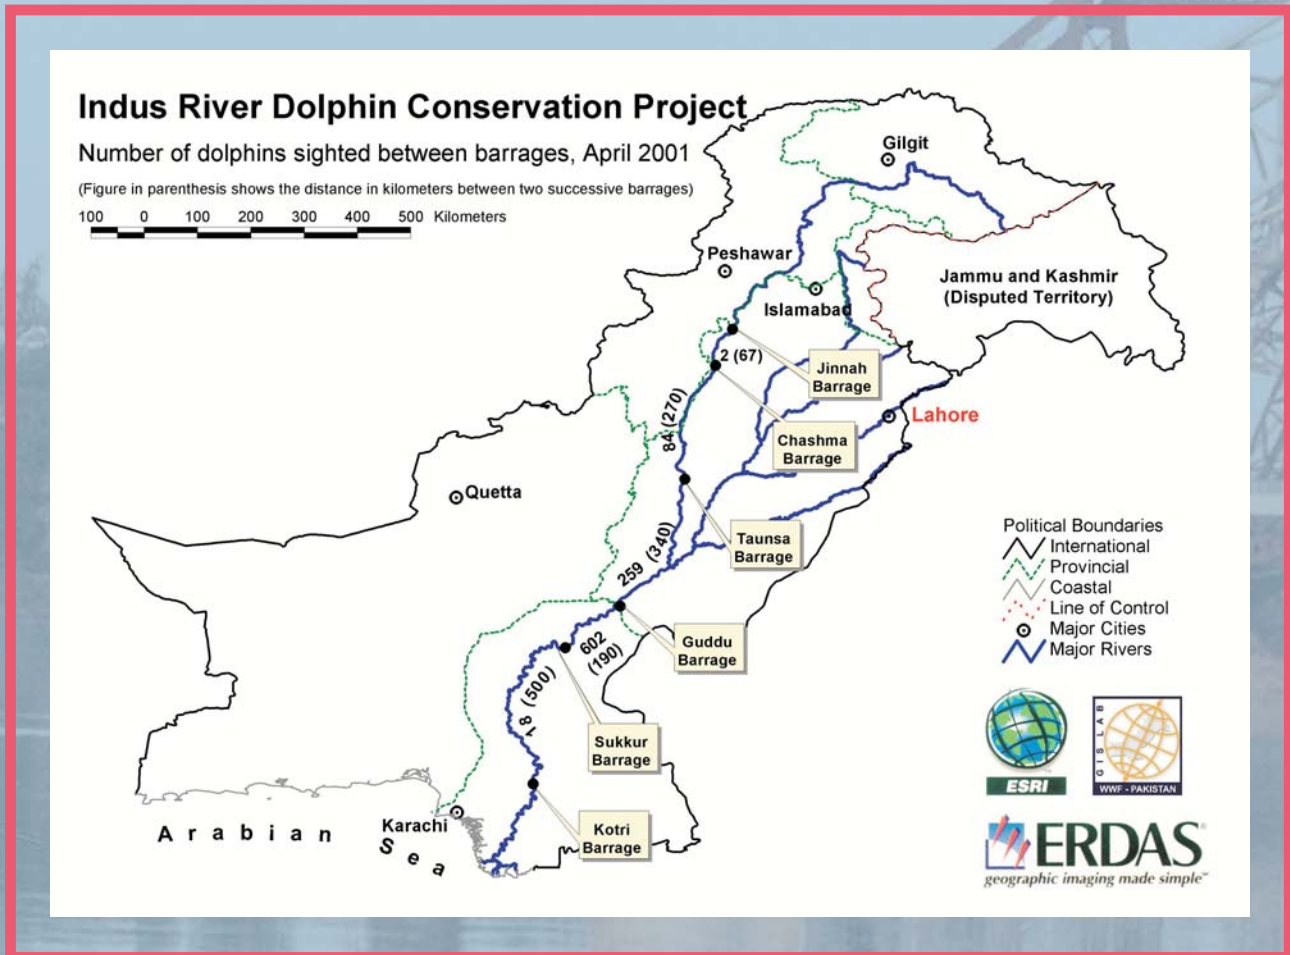 Indus River Dolphin Conservation Project
Number of dolphins sighted between barrages, April 2001
(Figure in parenthesis shows the distance in kilometers between two successive barrages)
100 0 100 200 300 400 500 Kilometers
Gilgit
Peshawar
Islamabad
Jammu and Kashmir
(Disputed Territory)
2 (67)
Jinnah
Barrage
84 (270)
Lahore
Chashma
Barrage
Quetta
Taunsa
Barrage
259 (340)
Guddu
Barrage
602
(190)
18 (500)
Sukkur
Barrage
Karachi
Kotri
Barrage
Arabian
Sea
Political Boundaries
International
Provincial
Coastal
Line of Control
Major Cities
Major Rivers
ESRI
GIS LAB
WWF - PAKISTAN
ERDAS®
geographic imaging made simple℠